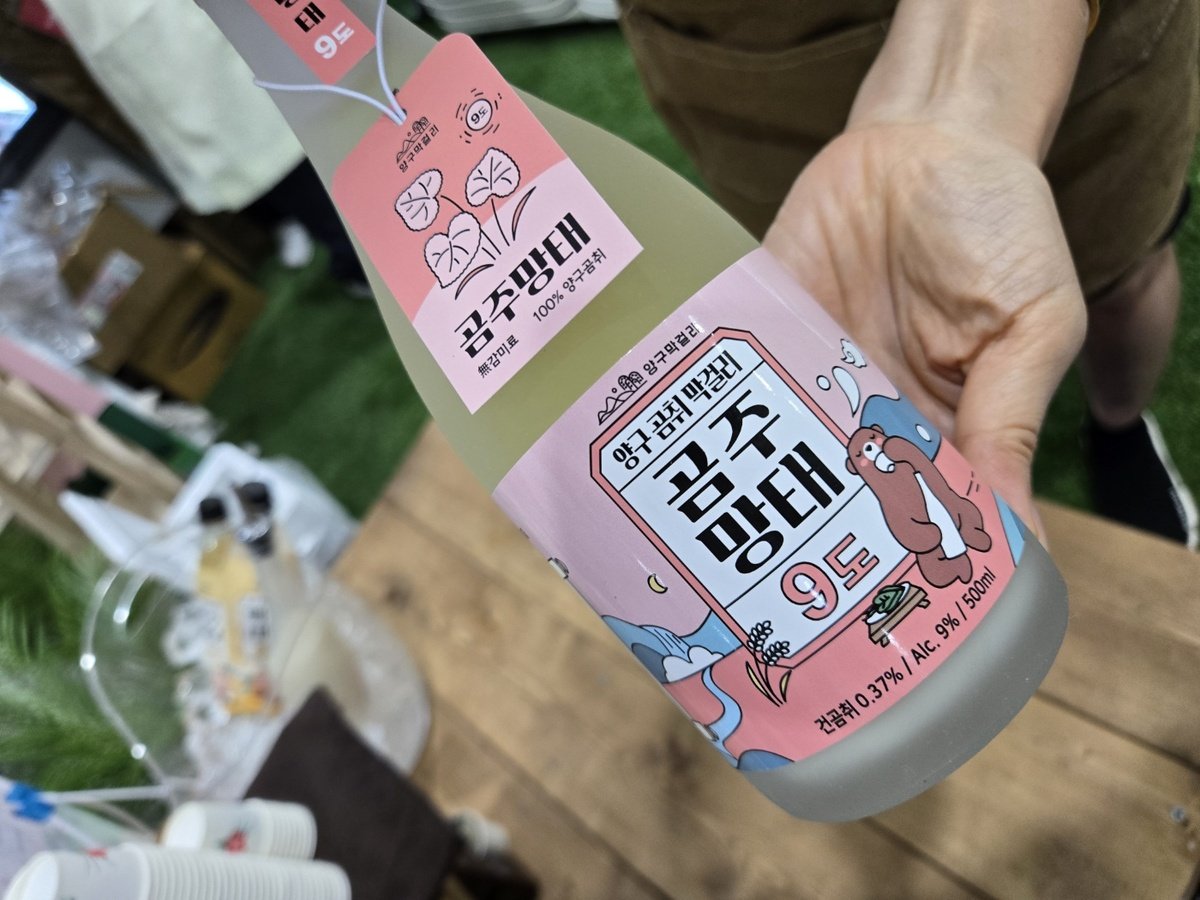 망
태
9도
양구막걸리
9도
곰주망태
無감미료
100% 양구곰취
양구막걸리
양구 곰취 막걸리
곰주
망태
9도
건곰취 0.37% / Alc. 9% / 500ml